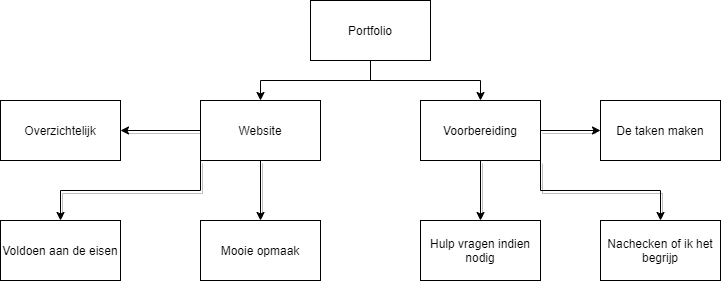 Portfolio
Overzichtelijk
Website
Voorbereiding
De taken maken
Voldoen aan de eisen
Mooie opmaak
Hulp vragen indien
nodig
Nachecken of ik het
begrijp